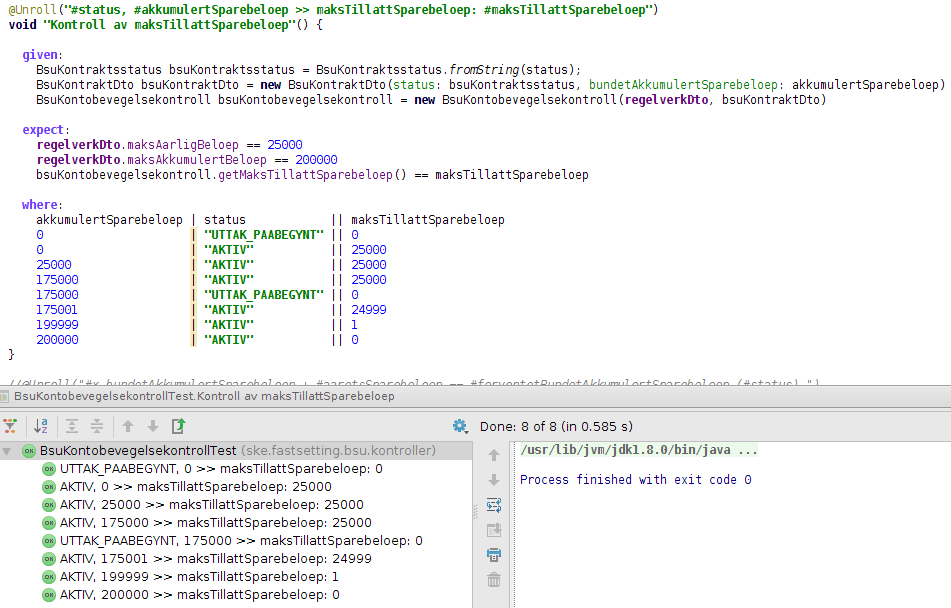 @Unroll("#status, #akkumulertSparebeloep >> maksTillattSparebeloep: #maksTillattSparebeloep")
void "Kontroll av maksTillattSparebeloep"() {
given:
BsuKontraktsstatus bsuKontraktsstatus = BsuKontraktsstatus.fromString(status);
BsuKontraktDto bsuKontraktDto = new BsuKontraktDto(status: bsuKontraktsstatus, bundetAkkumulertSparebeloep: akkumulertSparebeloep)
BsuKontobevegelsekontroll bsuKontobevegelsekontroll = new BsuKontobevegelsekontroll(regelverkDto, bsuKontraktDto)
expect:
regelverkDto.maksAarligBeloep == 25000
regelverkDto.maksAkkumulertBeloep == 200000
bsuKontobevegelsekontroll.getMaksTillattSparebeloep() == maksTillattSparebeloep
where:
akkumulertSparebeloep | status || maksTillattSparebeloep
0 | "UTTAK_PAABEGYNT" || 0
0 | "AKTIV" || 25000
25000 | "AKTIV" || 25000
175000 | "AKTIV" || 25000
175000 | "UTTAK_PAABEGYNT" || 0
175001 | "AKTIV" || 24999
199999 | "AKTIV" || 1
200000 | "AKTIV" || 0
}
//@Unroll("#x bundetAkkumulertSparebeloep + #aaretsSparebeloep == #forventetBundetAkkumulertSparebeloep (#status) ")
BsuKontobevegelsekontrollTest.Kontroll av maksTillattSparebeloep
Done: 8 of 8 (in 0.585 s)
BsuKontobevegelsekontrollTest (ske.fastsetting.bsu.kontroller)
UTTAK_PAABEGYNT, 0 >> maksTillattSparebeloep: 0
AKTIV, 0 >> maksTillattSparebeloep: 25000
AKTIV, 25000 >> maksTillattSparebeloep: 25000
AKTIV, 175000 >> maksTillattSparebeloep: 25000
UTTAK_PAABEGYNT, 175000 >> maksTillattSparebeloep: 0
AKTIV, 175001 >> maksTillattSparebeloep: 24999
AKTIV, 199999 >> maksTillattSparebeloep: 1
AKTIV, 200000 >> maksTillattSparebeloep: 0
/usr/lib/jvm/jdk1.8.0/bin/java ...
Process finished with exit code 0